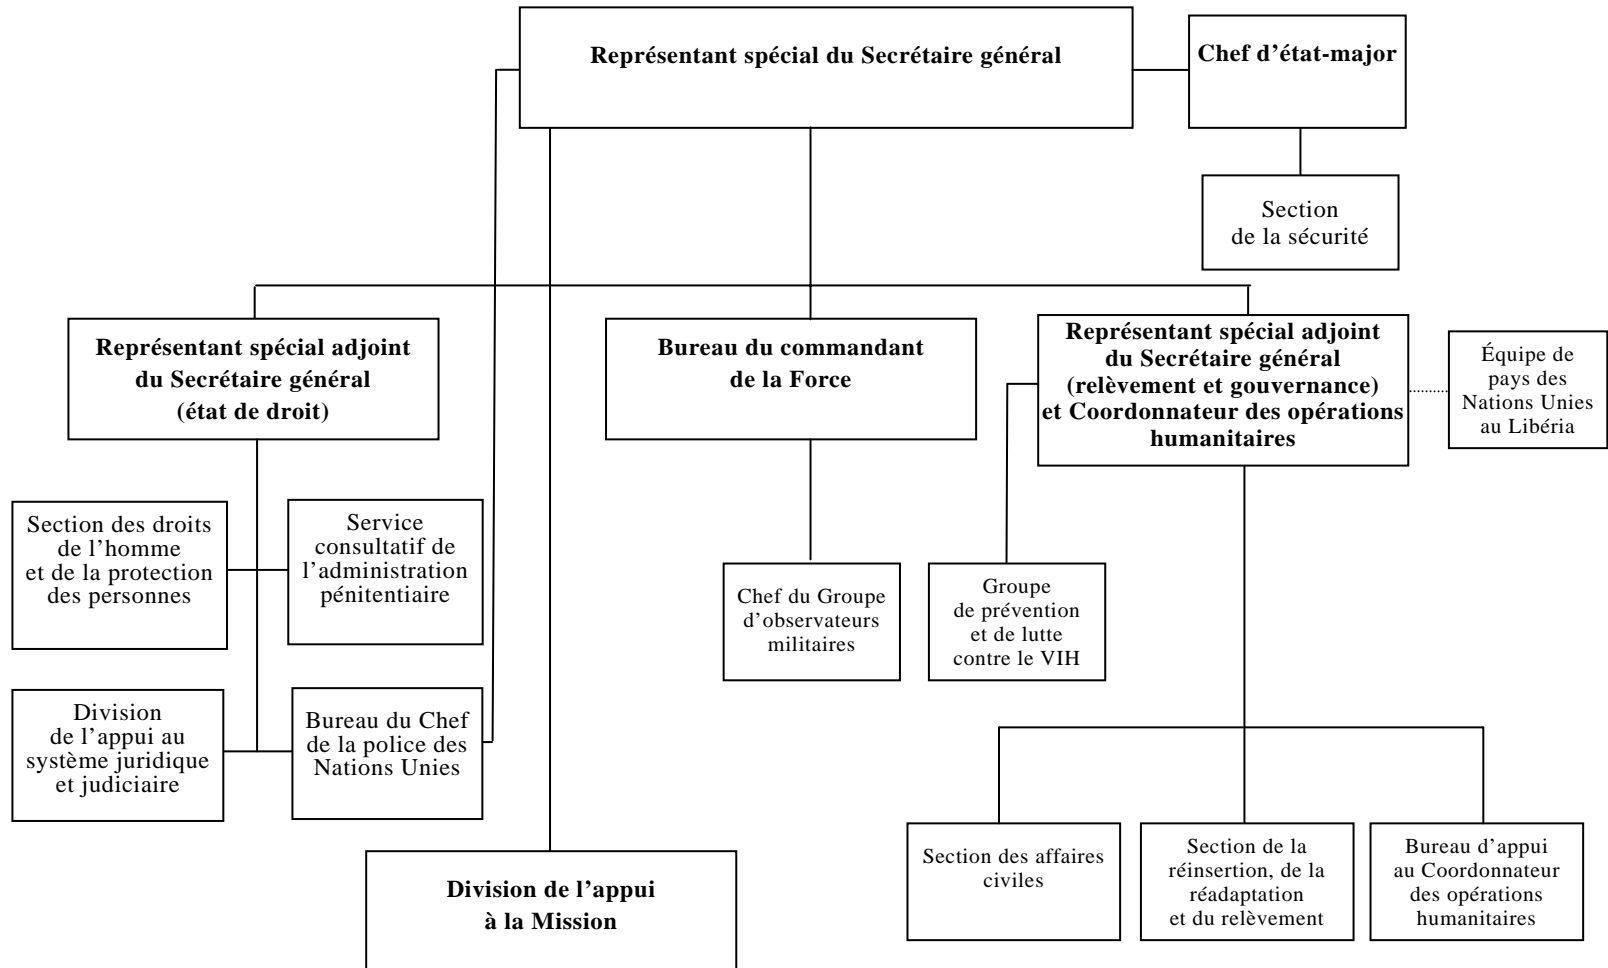 Représentant spécial du Secrétaire général
Chef d'état-major
Section
de la sécurité
Représentant spécial adjoint
du Secrétaire général
(état de droit)
Bureau du commandant
de la Force
Représentant spécial adjoint
du Secrétaire général
(relèvement et gouvernance)
et Coordonnateur des opérations
humanitaires
Équipe de
pays des
Nations Unies
au Libéria
Section des droits
de l'homme
et de la protection
des personnes
Service
consultatif de
l'administration
pénitentiaire
Chef du Groupe
d'observateurs
militaires
Groupe
de prévention
et de lutte
contre le VIH
Division
de l'appui au
système juridique
et judiciaire
Bureau du Chef
de la police des
Nations Unies
Section des affaires
civiles
Section de la
réinsertion, de la
réadaptation
et du relèvement
Bureau d'appui
au Coordonnateur
des opérations
humanitaires
Division de l'appui
à la Mission